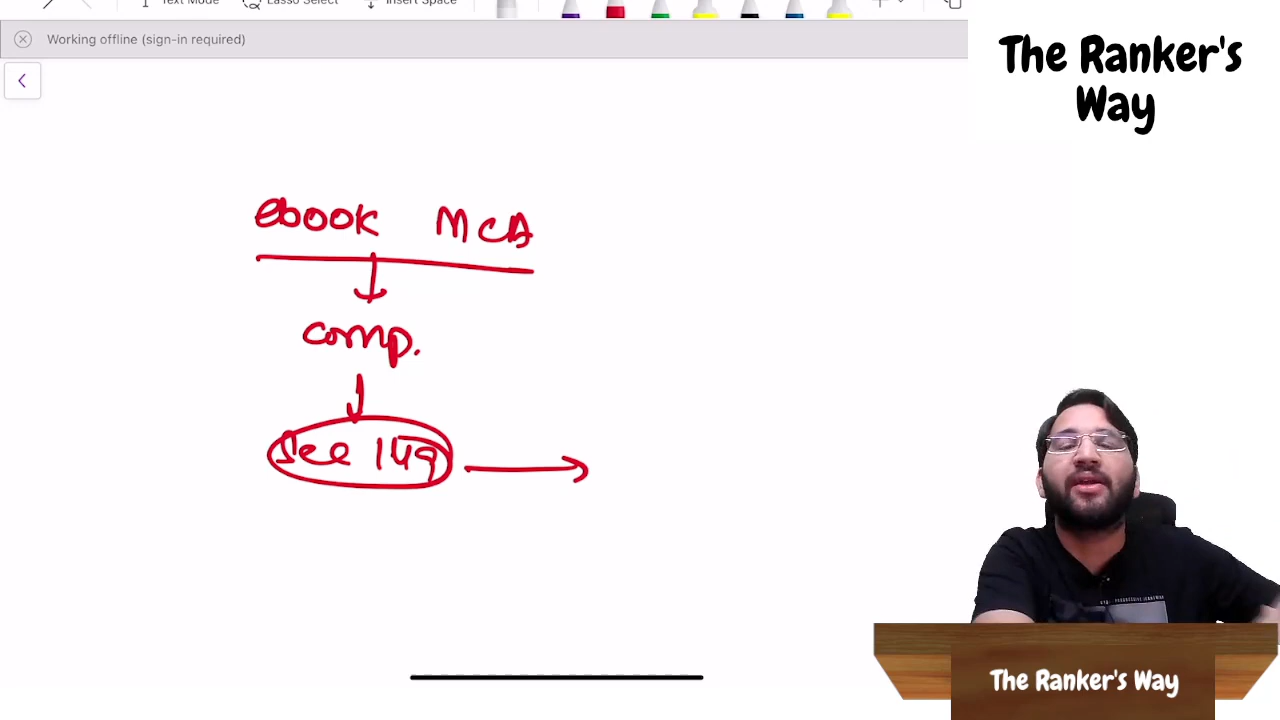 Text Mode Lasso Select Insert Space
Working offline (sign-in required)
The Ranker's
Way
ebook MCA
comp.
Sec 149
The Ranker's Way